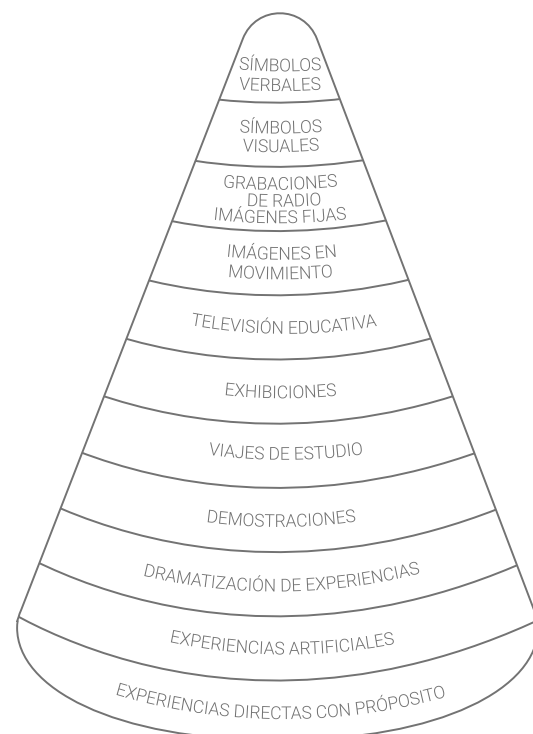 SÍMBOLOS
VERBALES
SÍMBOLOS
VISUALES
GRABACIONES
DE RADIO
IMÁGENES FIJAS
IMÁGENES EN
MOVIMIENTO
TELEVISIÓN EDUCATIVA
EXHIBICIONES
VIAJES DE ESTUDIO
DEMOSTRACIONES
DRAMATIZACIÓN DE EXPERIENCIAS
EXPERIENCIAS ARTIFICIALES
EXPERIENCIAS DIRECTAS CON PRÓPOSITO